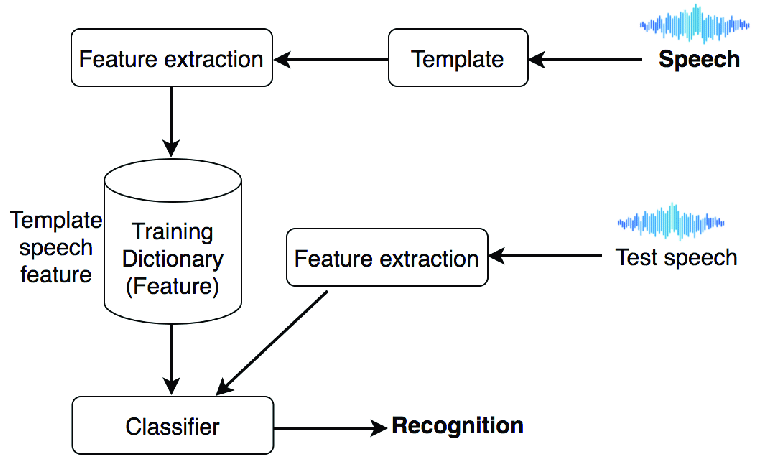 Feature extraction
Template
Speech
Template
speech
feature
Training
Dictionary
(Feature)
Feature extraction
Test speech
Classifier
Recognition